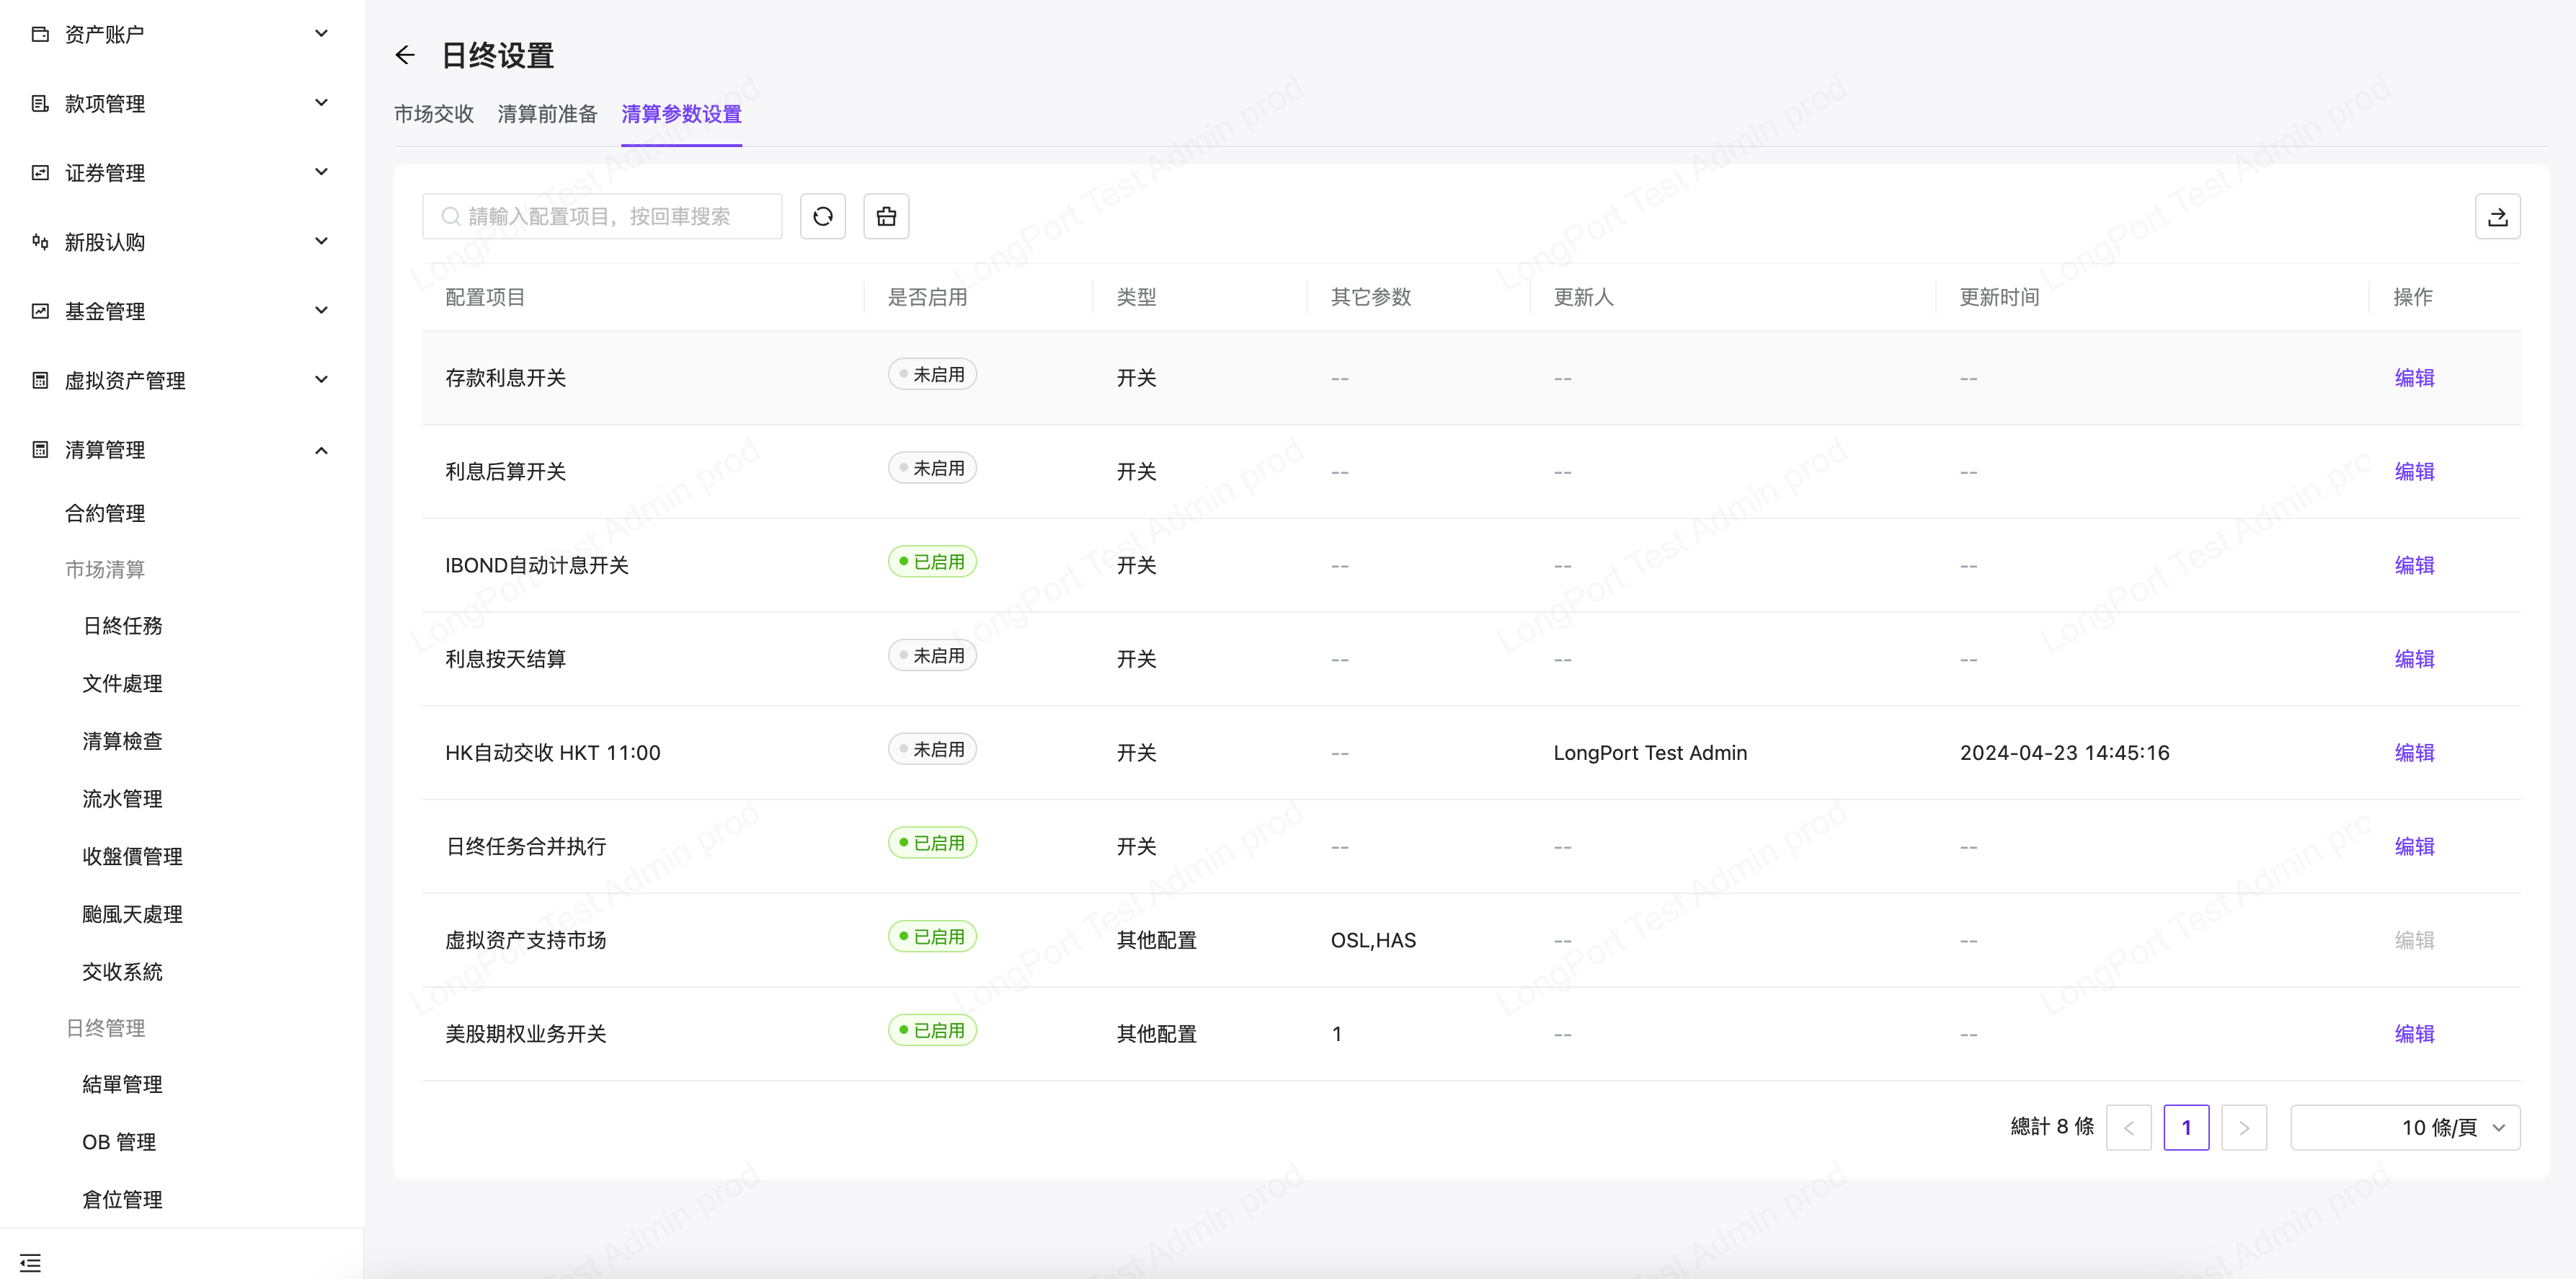 资产账户
款项管理
证券管理
新股认购
基金管理
虚拟资产管理
清算管理
合約管理
市场清算
日終任務
文件處理
清算檢查
流水管理
收盤價管理
颱風天處理
交收系統
日终管理
結單管理
OB 管理
倉位管理
日终设置
市场交收 清算前准备 清算参数设置
請輸入配置项目，按回車搜索
配置项目 是否启用 类型 其它参数 更新人 更新时间 操作
存款利息开关 未启用 开关 -- -- -- 编辑
利息后算开关 未启用 开关 -- -- -- 编辑
IBOND自动计息开关 已启用 开关 -- -- -- 编辑
利息按天结算 未启用 开关 -- -- -- 编辑
HK自动交收 HKT 11:00 未启用 开关 -- LongPort Test Admin 2024-04-23 14:45:16 编辑
日终任务合并执行 已启用 开关 -- -- -- 编辑
虚拟资产支持市场 已启用 其他配置 OSL,HAS -- -- 编辑
美股期权业务开关 已启用 其他配置 1 -- -- 编辑
總計 8 條 < 1 > 10 條/頁
LongPort Test Admin prod